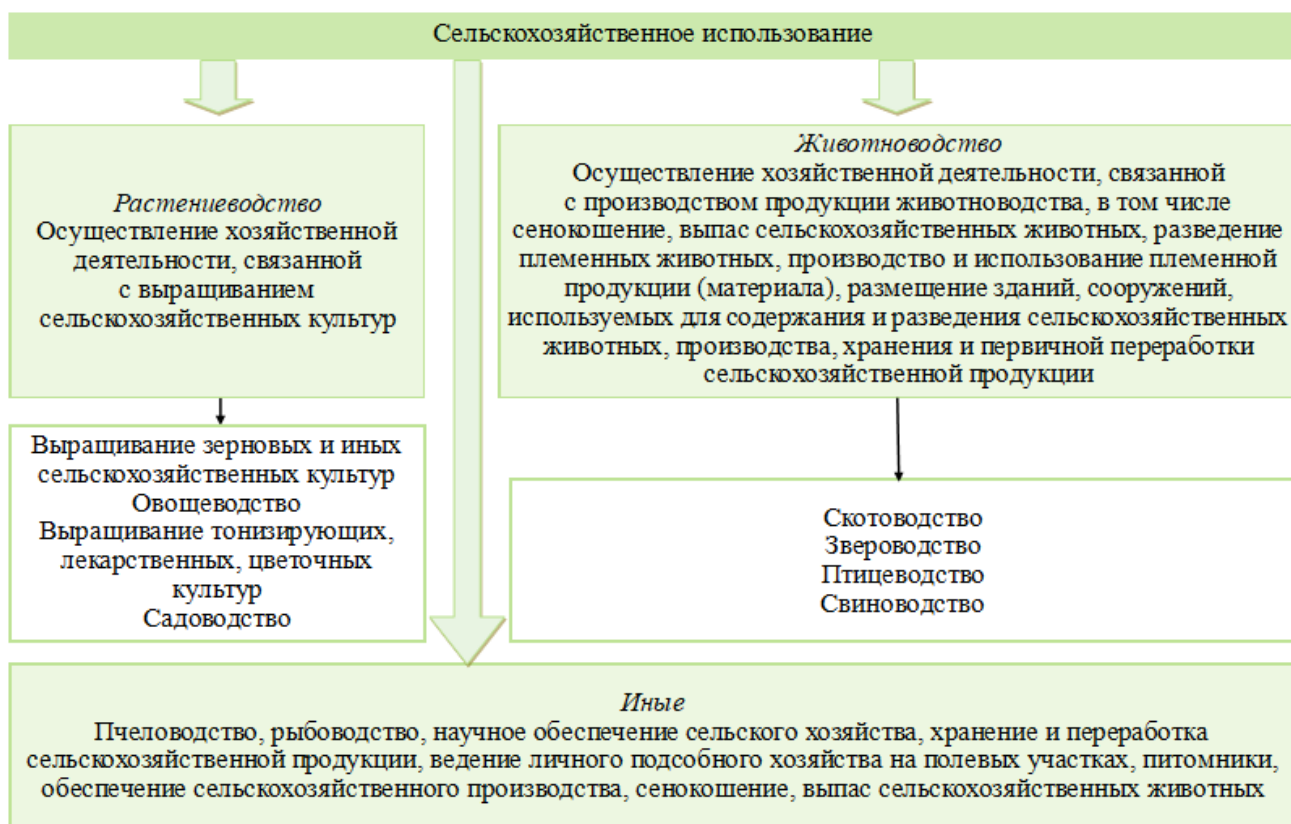 Сельскохозяйственное использование
Растениеводство
Осуществление хозяйственной
деятельности, связанной
с выращиванием
сельскохозяйственных культур
Животноводство
Осуществление хозяйственной деятельности, связанной
с производством продукции животноводства, в том числе
сенокошение, выпас сельскохозяйственных животных, разведение
племенных животных, производство и использование племенной
продукции (материала), размещение зданий, сооружений,
используемых для содержания и разведения сельскохозяйственных
животных, производства, хранения и первичной переработки
сельскохозяйственной продукции
Выращивание зерновых и иных
сельскохозяйственных культур
Овощеводство
Выращивание тонизирующих,
лекарственных, цветочных
культур
Садоводство
Скотоводство
Звероводство
Птицеводство
Свиноводство
Иные
Пчеловодство, рыбоводство, научное обеспечение сельского хозяйства, хранение и переработка
сельскохозяйственной продукции, ведение личного подсобного хозяйства на полевых участках, питомники,
обеспечение сельскохозяйственного производства, сенокошение, выпас сельскохозяйственных животных